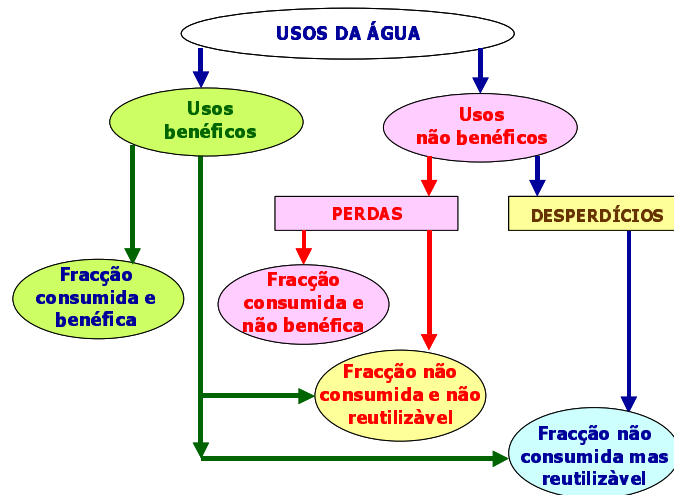 USOS DA ÁGUA
Usos
benéficos
Usos
não benéficos
PERDAS
DESPERDÍCIOS
Fracção
consumida e
benéfica
Fracção
consumida e
não benéfica
Fracção não
consumida e não
reutilizàvel
Fracção não
consumida mas
reutilizàvel